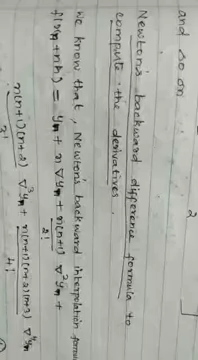 and so on 2
Newton's backward difference formula to
compute the derivatives.
We know that, Newton's backward interpolation
f(xn + nh) = yn + n ∇yn + n(n+1)/2! ∇²yn +
n(n+1)(n+2)/3! ∇³yn + n(n+1)(n+2)(n+3)/4! ∇⁴yn